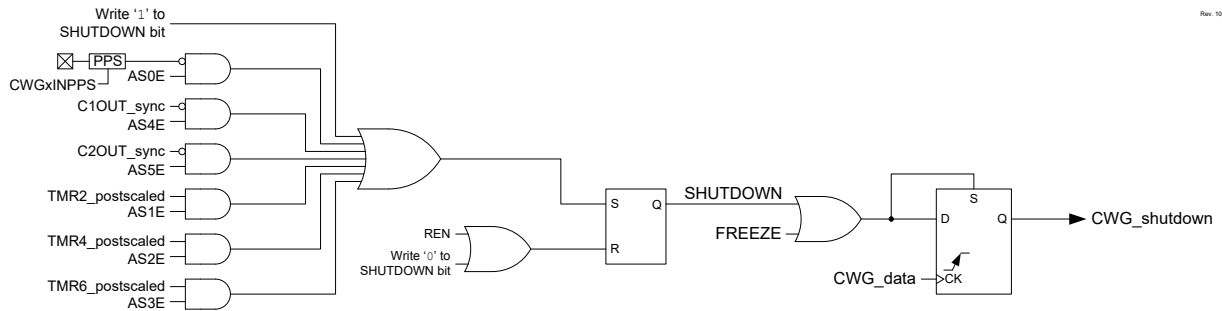 Write ‘1’ to
SHUTDOWN bit
Rev. 10
PPS
AS0E
CWGxINPPS
C1OUT_sync
AS4E
C2OUT_sync
AS5E
TMR2_postscaled
AS1E
TMR4_postscaled
AS2E
TMR6_postscaled
AS3E
REN
Write ‘0’ to
SHUTDOWN bit
S
Q
R
SHUTDOWN
FREEZE
S
D
Q
CWG_data
CK
CWG_shutdown